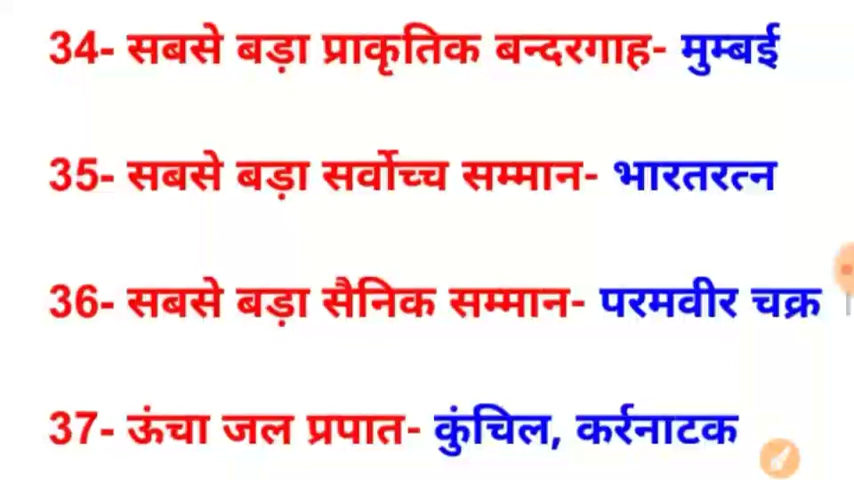 34- सबसे बड़ा प्राकृतिक बन्दरगाह- मुम्बई
35- सबसे बड़ा सर्वोच्च सम्मान- भारतरत्न
36- सबसे बड़ा सैनिक सम्मान- परमवीर चक्र
37- ऊंचा जल प्रपात- कुंचिल, कर्रनाटक